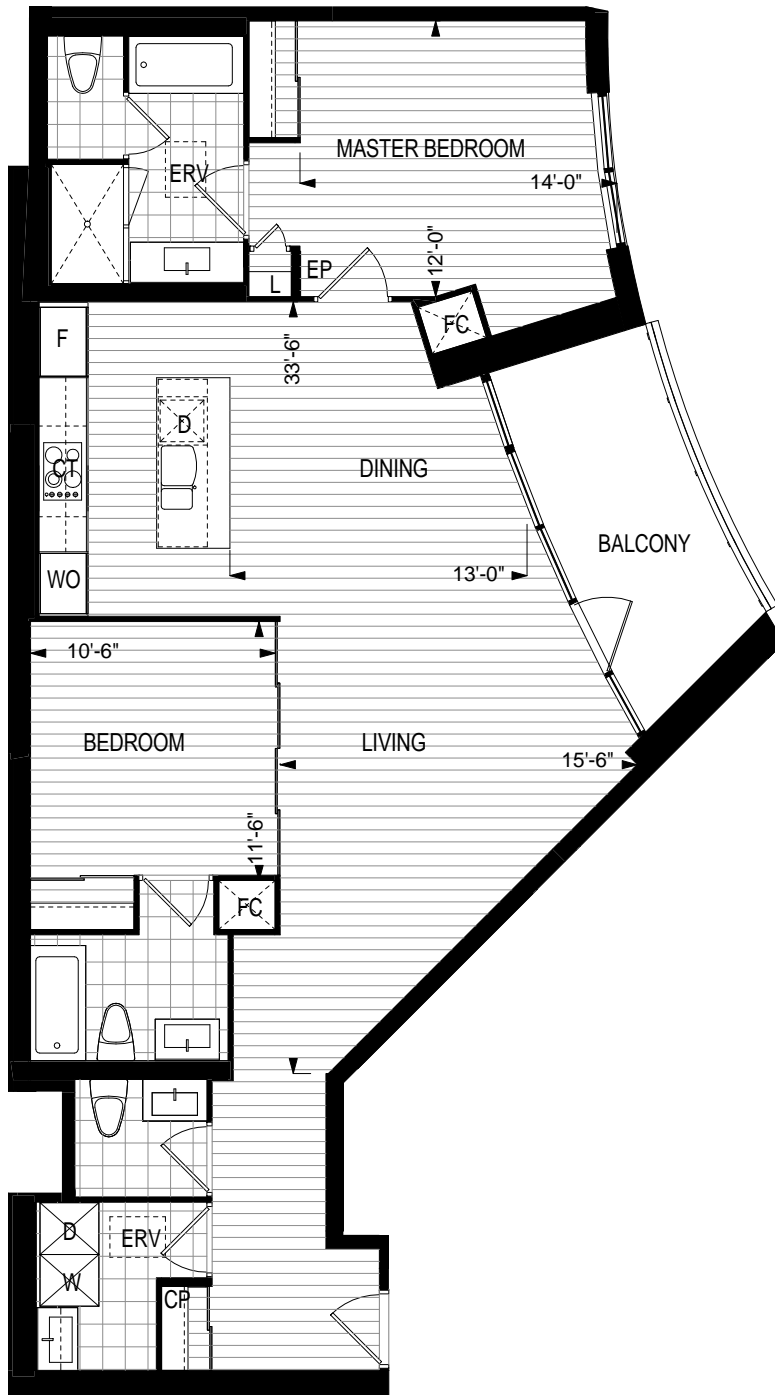 MASTER BEDROOM
ERV
14'-0"
12'-0"
EP
L
FC
F
33'-6"
D
CT
DINING
BALCONY
WO
13'-0"
10'-6"
BEDROOM
LIVING
15'-6"
11'-6"
FC
D
ERV
W
CP